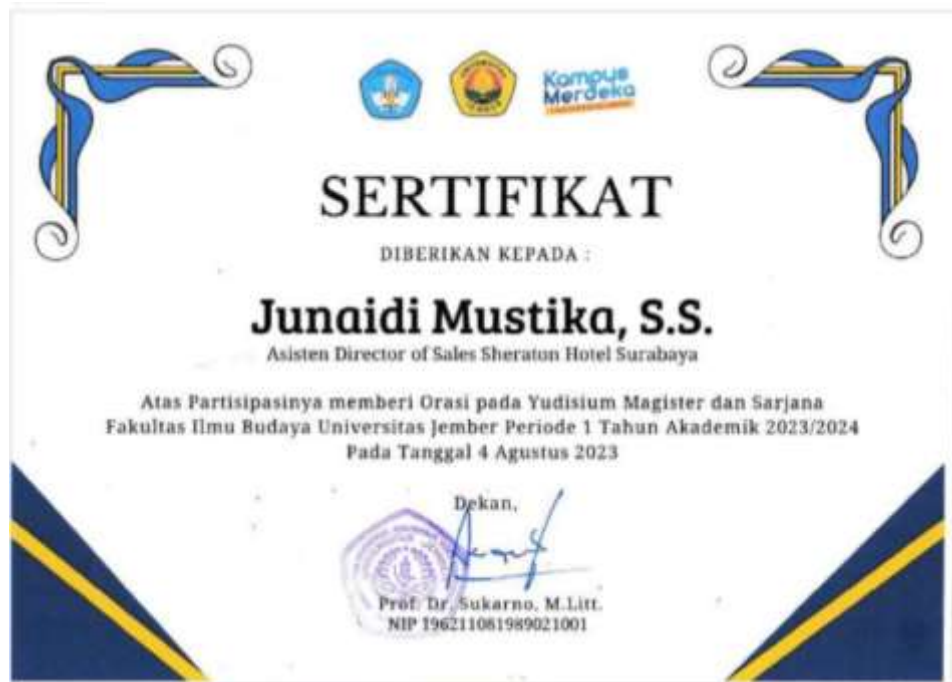 Kampus
Merdeka
SERTIFIKAT
DIBERIKAN KEPADA :
Junaidi Mustika, S.S.
Asisten Director of Sales Sheraton Hotel Surabaya
Atas Partisipasinya memberi Orasi pada Yudisium Magister dan Sarjana
Fakultas Ilmu Budaya Universitas Jember Periode 1 Tahun Akademik 2023/2024
Pada Tanggal 4 Agustus 2023
Dekan,
Prof. Dr. Sukarno, M.Litt.
NIP 196211081989021001